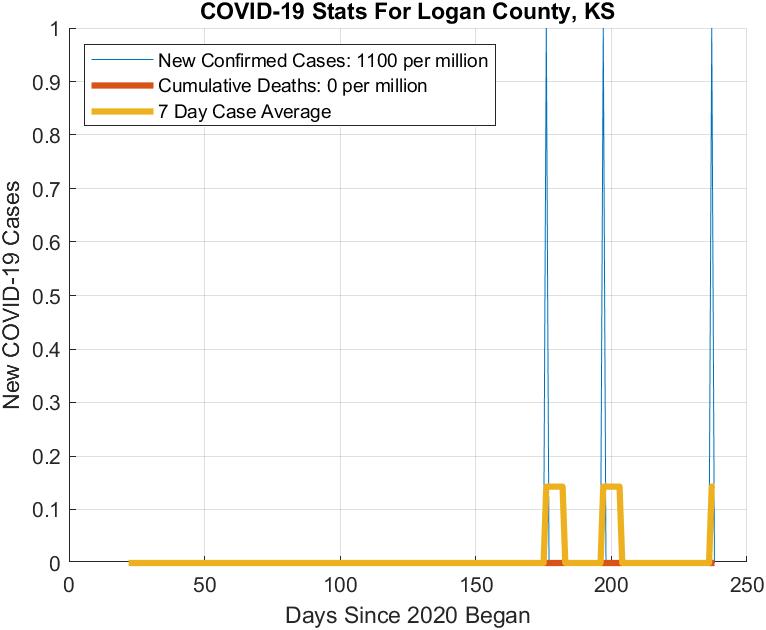 COVID-19 Stats For Logan County, KS
New Confirmed Cases: 1100 per million
Cumulative Deaths: 0 per million
7 Day Case Average
New COVID-19 Cases
1
0.9
0.8
0.7
0.6
0.5
0.4
0.3
0.2
0.1
0
0 50 100 150 200 250
Days Since 2020 Began